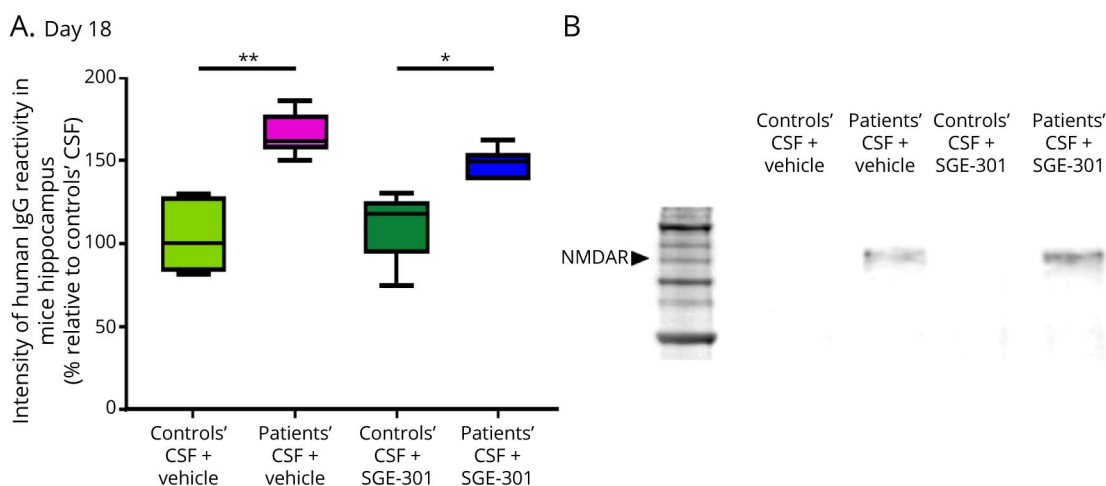 A. Day 18
Intensity of human IgG reactivity in
mice hippocampus
(% relative to controls' CSF)
200
150
100
50
0
**
*
Controls'
CSF +
vehicle
Patients'
CSF +
vehicle
Controls'
CSF +
SGE-301
Patients'
CSF +
SGE-301
B
Controls'
CSF +
vehicle
Patients'
CSF +
vehicle
Controls'
CSF +
SGE-301
Patients'
CSF +
SGE-301
NMDAR